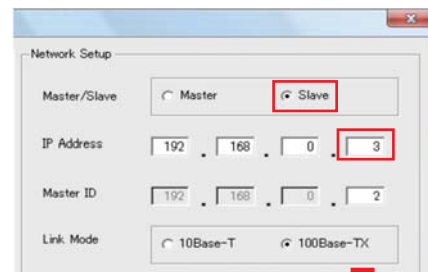 Network Setup
Master/Slave Master Slave
IP Address 192 . 168 . 0 . 3
Master ID 192 . 168 . 0 . 2
Link Mode 10Base-T 100Base-TX